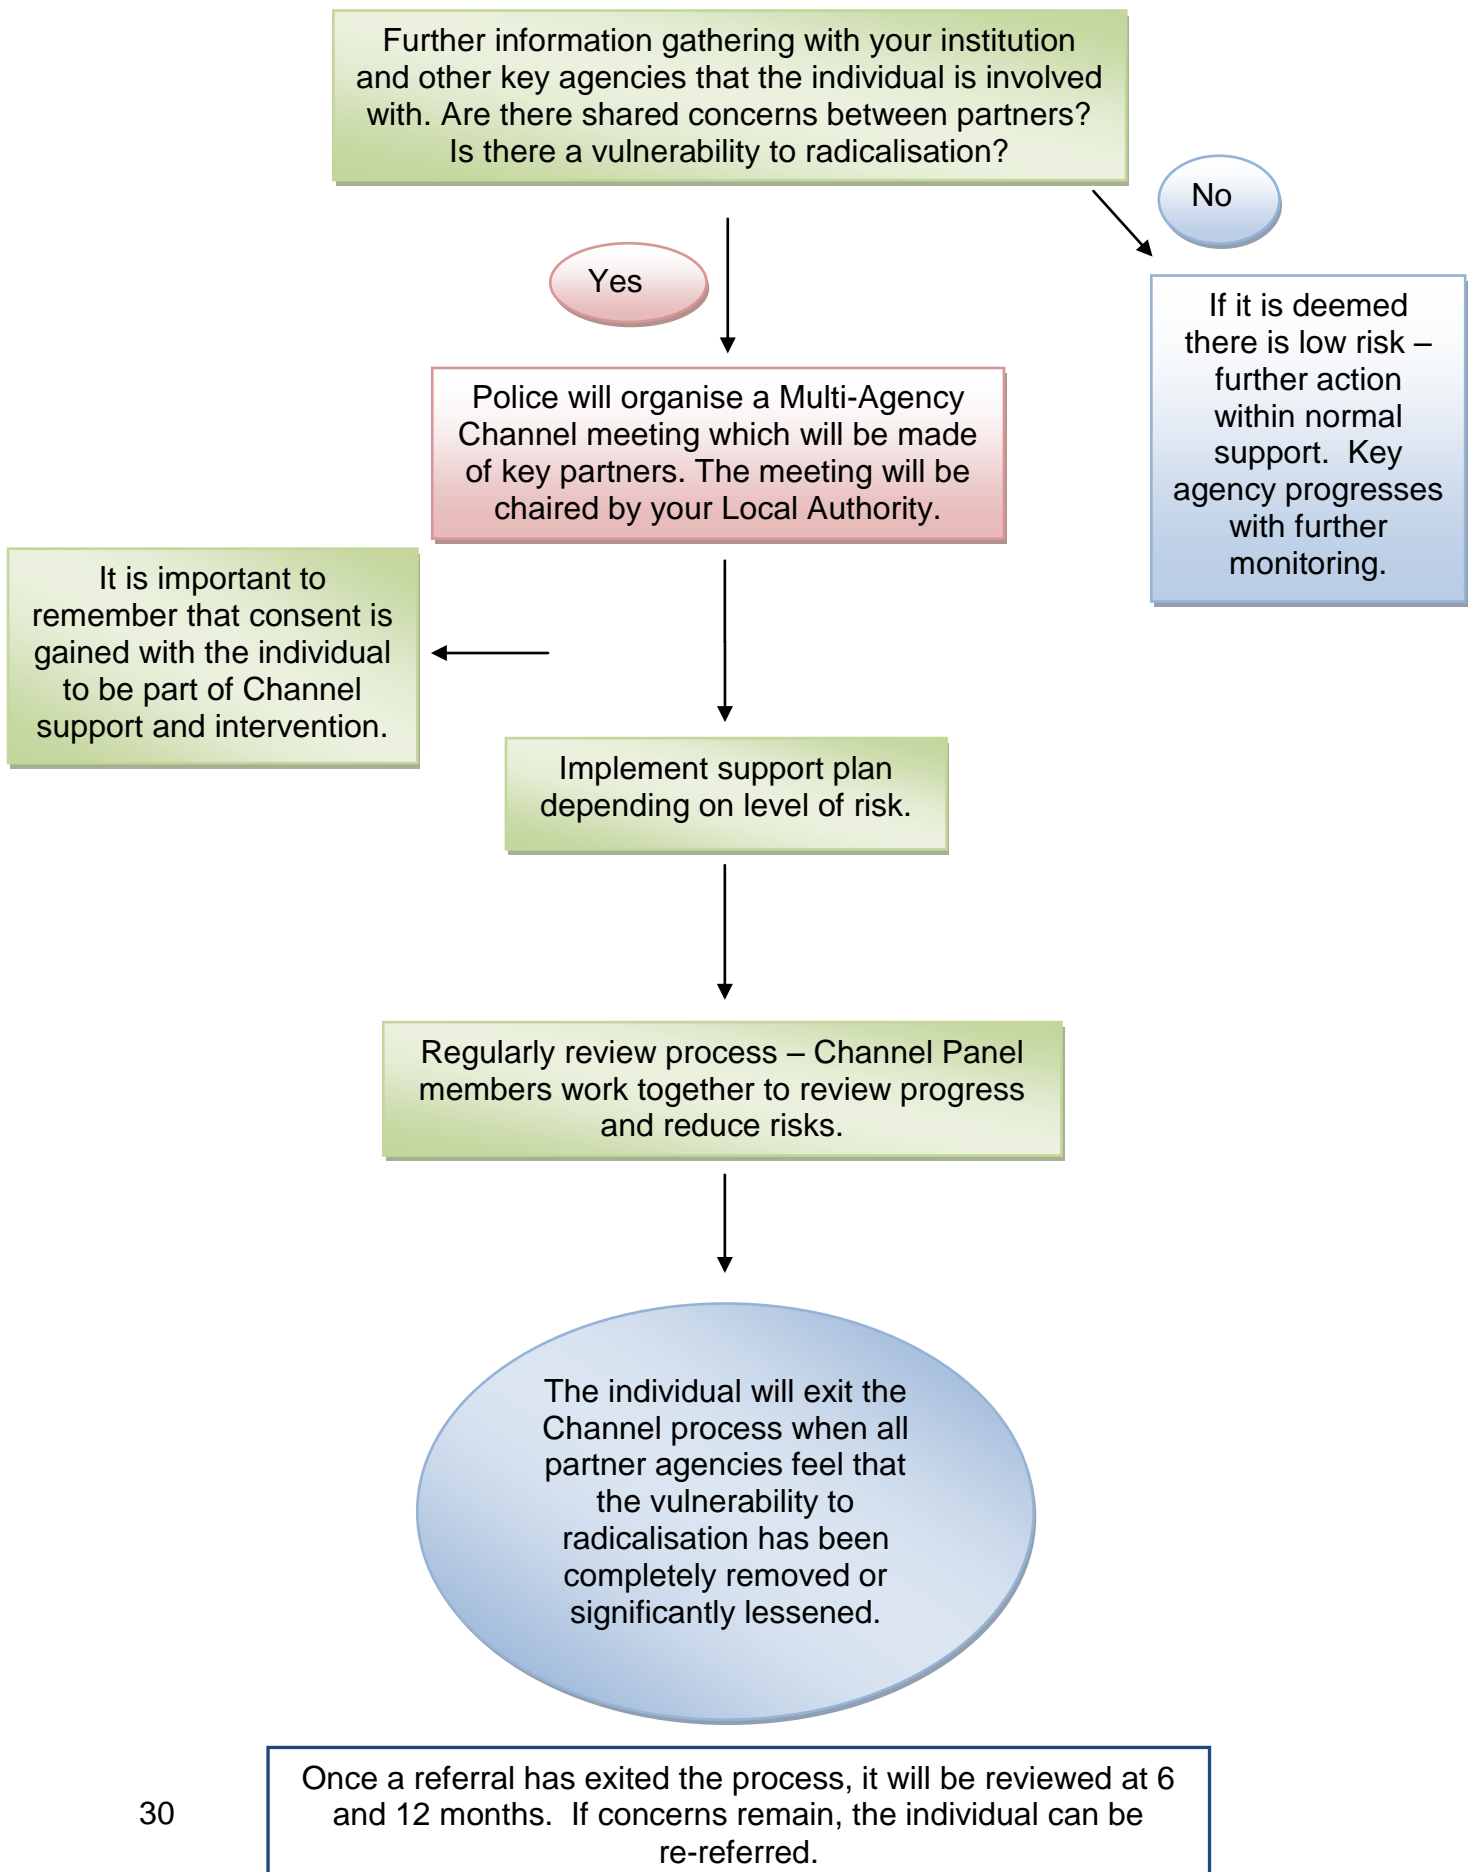 Further information gathering with your institution
and other key agencies that the individual is involved
with. Are there shared concerns between partners?
Is there a vulnerability to radicalisation?
No
Yes
If it is deemed
there is low risk –
further action
within normal
support.  Key
agency progresses
with further
monitoring.
Police will organise a Multi-Agency
Channel meeting which will be made
of key partners. The meeting will be
chaired by your Local Authority.
It is important to
remember that consent is
gained with the individual
to be part of Channel
support and intervention.
Implement support plan
depending on level of risk.
Regularly review process – Channel Panel
members work together to review progress
and reduce risks.
The individual will exit the
Channel process when all
partner agencies feel that
the vulnerability to
radicalisation has been
completely removed or
significantly lessened.
Once a referral has exited the process, it will be reviewed at 6
and 12 months.  If concerns remain, the individual can be
re-referred.
30